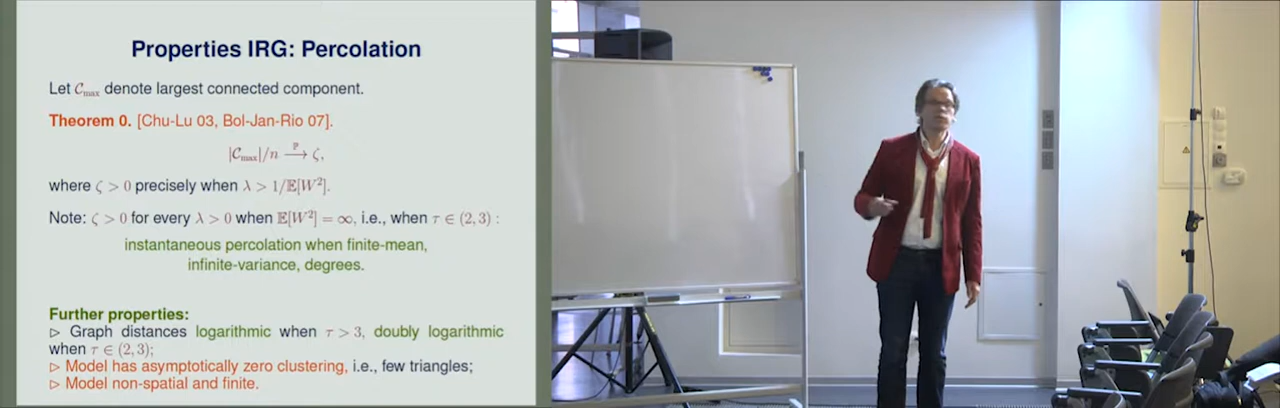 Properties IRG: Percolation
Let 𝒞max denote largest connected component.
Theorem 0. [Chu-Lu 03, Bol-Jan-Rio 07].
|𝒞max|/n —ℙ→ ζ,
where ζ > 0 precisely when λ > 1/𝔼[W²].
Note: ζ > 0 for every λ > 0 when 𝔼[W²] = ∞, i.e., when τ ∈ (2, 3) :
instantaneous percolation when finite-mean,
infinite-variance, degrees.
Further properties:
▷ Graph distances logarithmic when τ > 3, doubly logarithmic
when τ ∈ (2, 3);
▷ Model has asymptotically zero clustering, i.e., few triangles;
▷ Model non-spatial and finite.